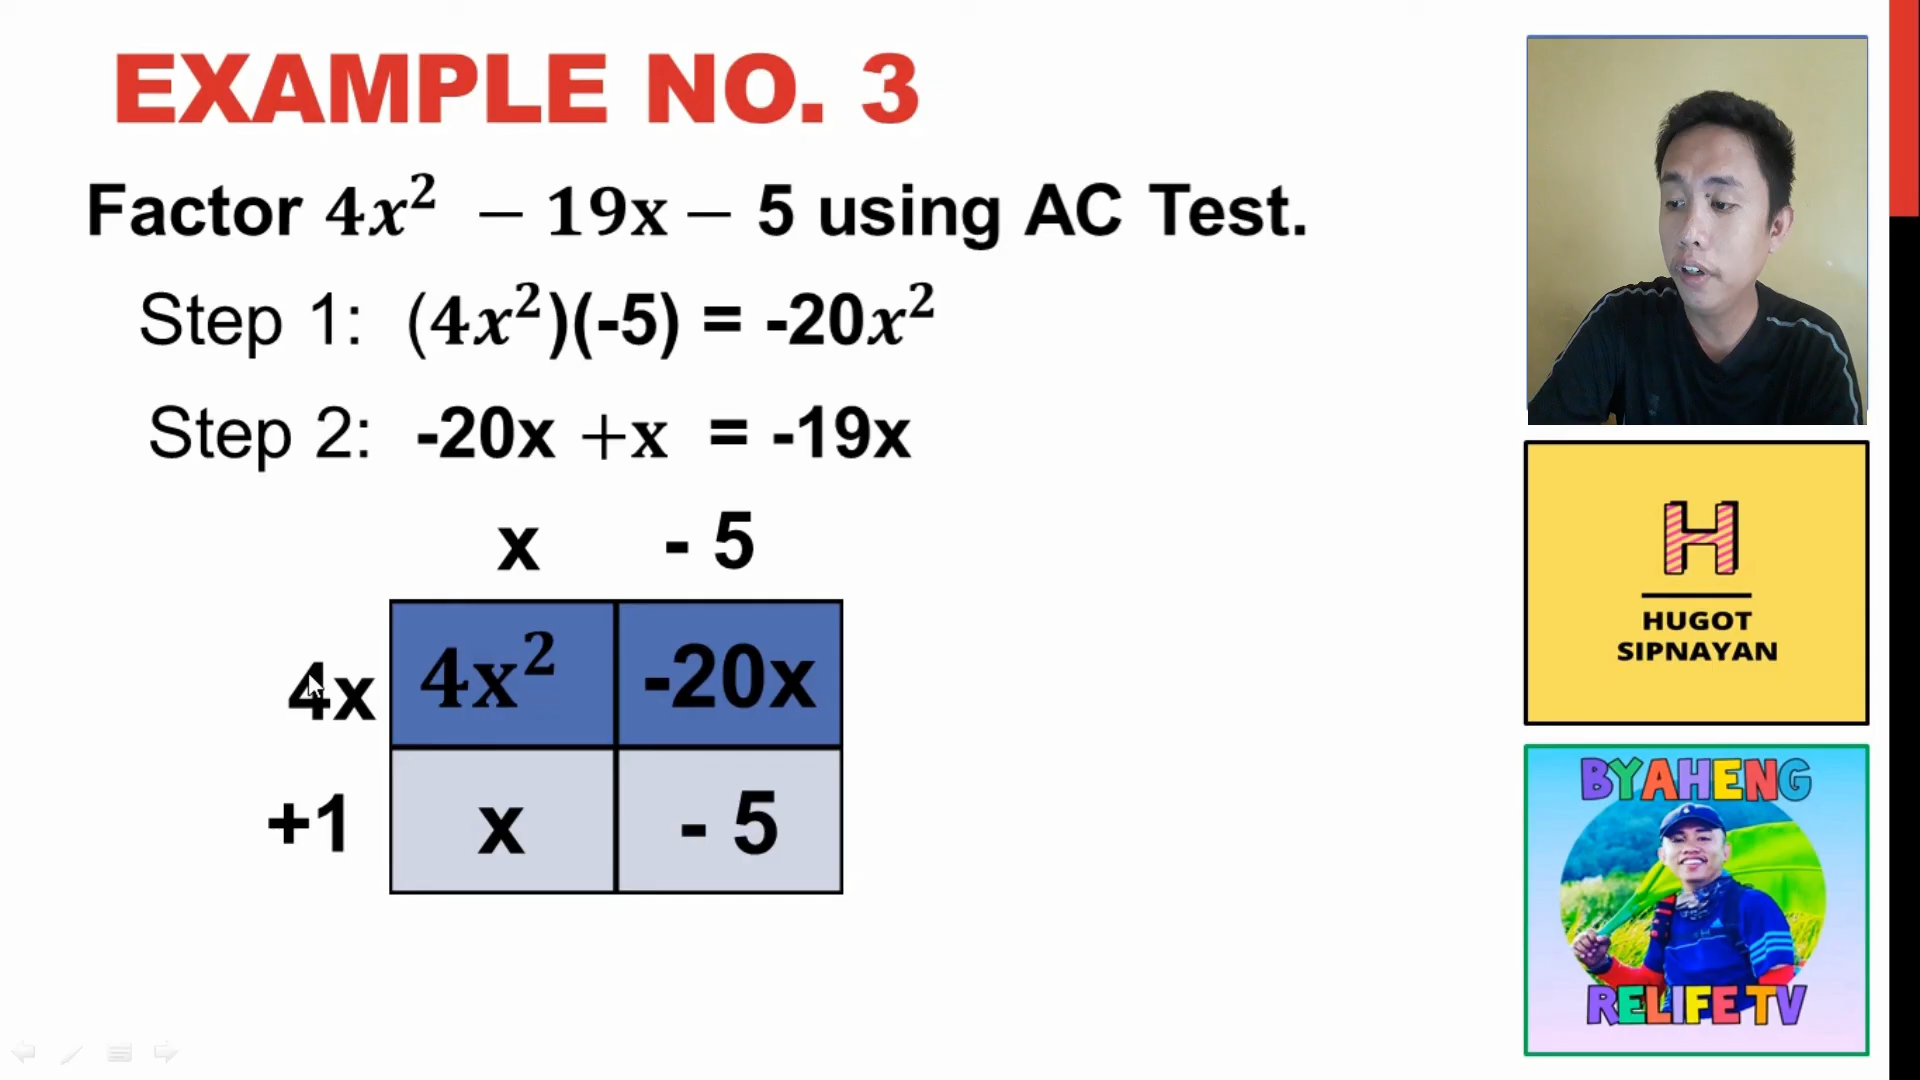 EXAMPLE NO. 3
Factor 4x² − 19x − 5 using AC Test.
Step 1: (4x²)(-5) = -20x²
Step 2: -20x +x = -19x
x - 5
4x 4x² -20x
+1 x - 5
H
HUGOT
SIPNAYAN
BYAHENG
RELIFE TV